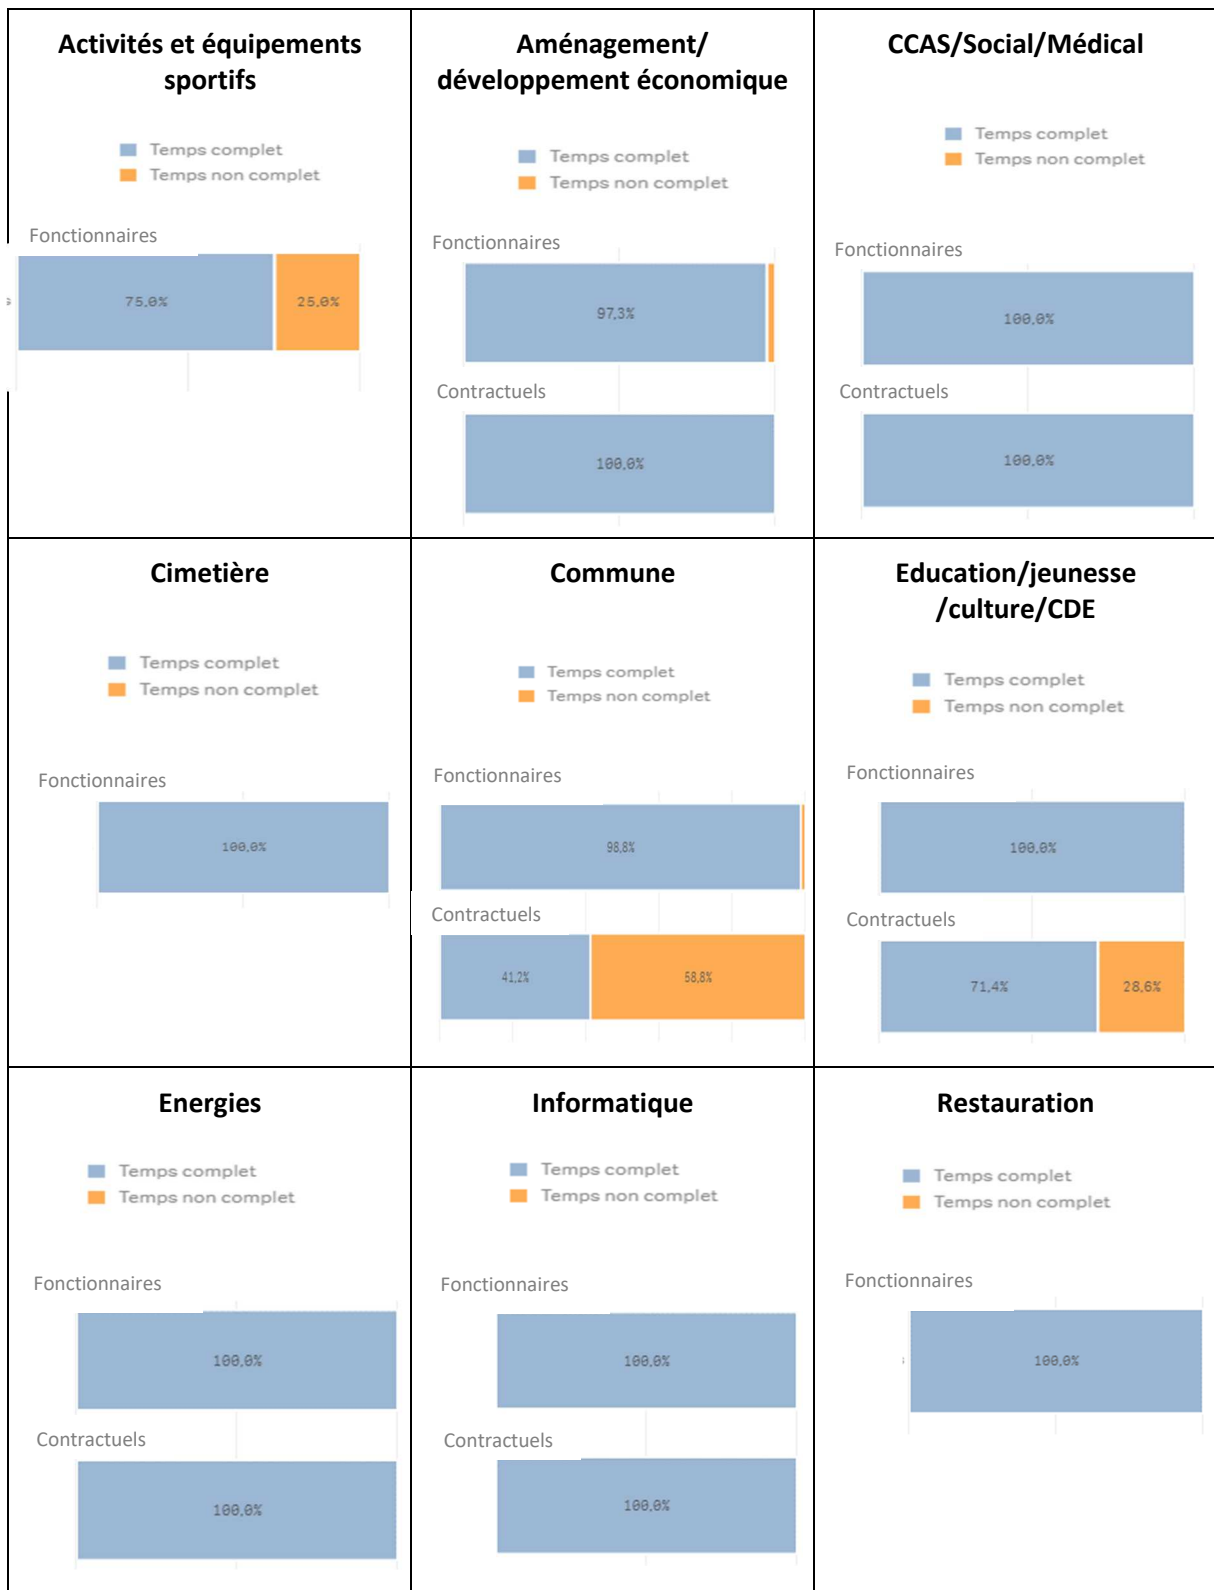 Activités et équipements
sportifs
Temps complet
Temps non complet
Fonctionnaires
75,0%
25,0%
Aménagement/
développement économique
Temps complet
Temps non complet
Fonctionnaires
97,3%
Contractuels
100,0%
CCAS/Social/Médical
Temps complet
Temps non complet
Fonctionnaires
100,0%
Contractuels
100,0%
Cimetière
Temps complet
Temps non complet
Fonctionnaires
100,0%
Commune
Temps complet
Temps non complet
Fonctionnaires
98,8%
Contractuels
41,2%
58,8%
Education/jeunesse
/culture/CDE
Temps complet
Temps non complet
Fonctionnaires
100,0%
Contractuels
71,4%
28,6%
Energies
Temps complet
Temps non complet
Fonctionnaires
100,0%
Contractuels
100,0%
Informatique
Temps complet
Temps non complet
Fonctionnaires
100,0%
Contractuels
100,0%
Restauration
Temps complet
Temps non complet
Fonctionnaires
100,0%